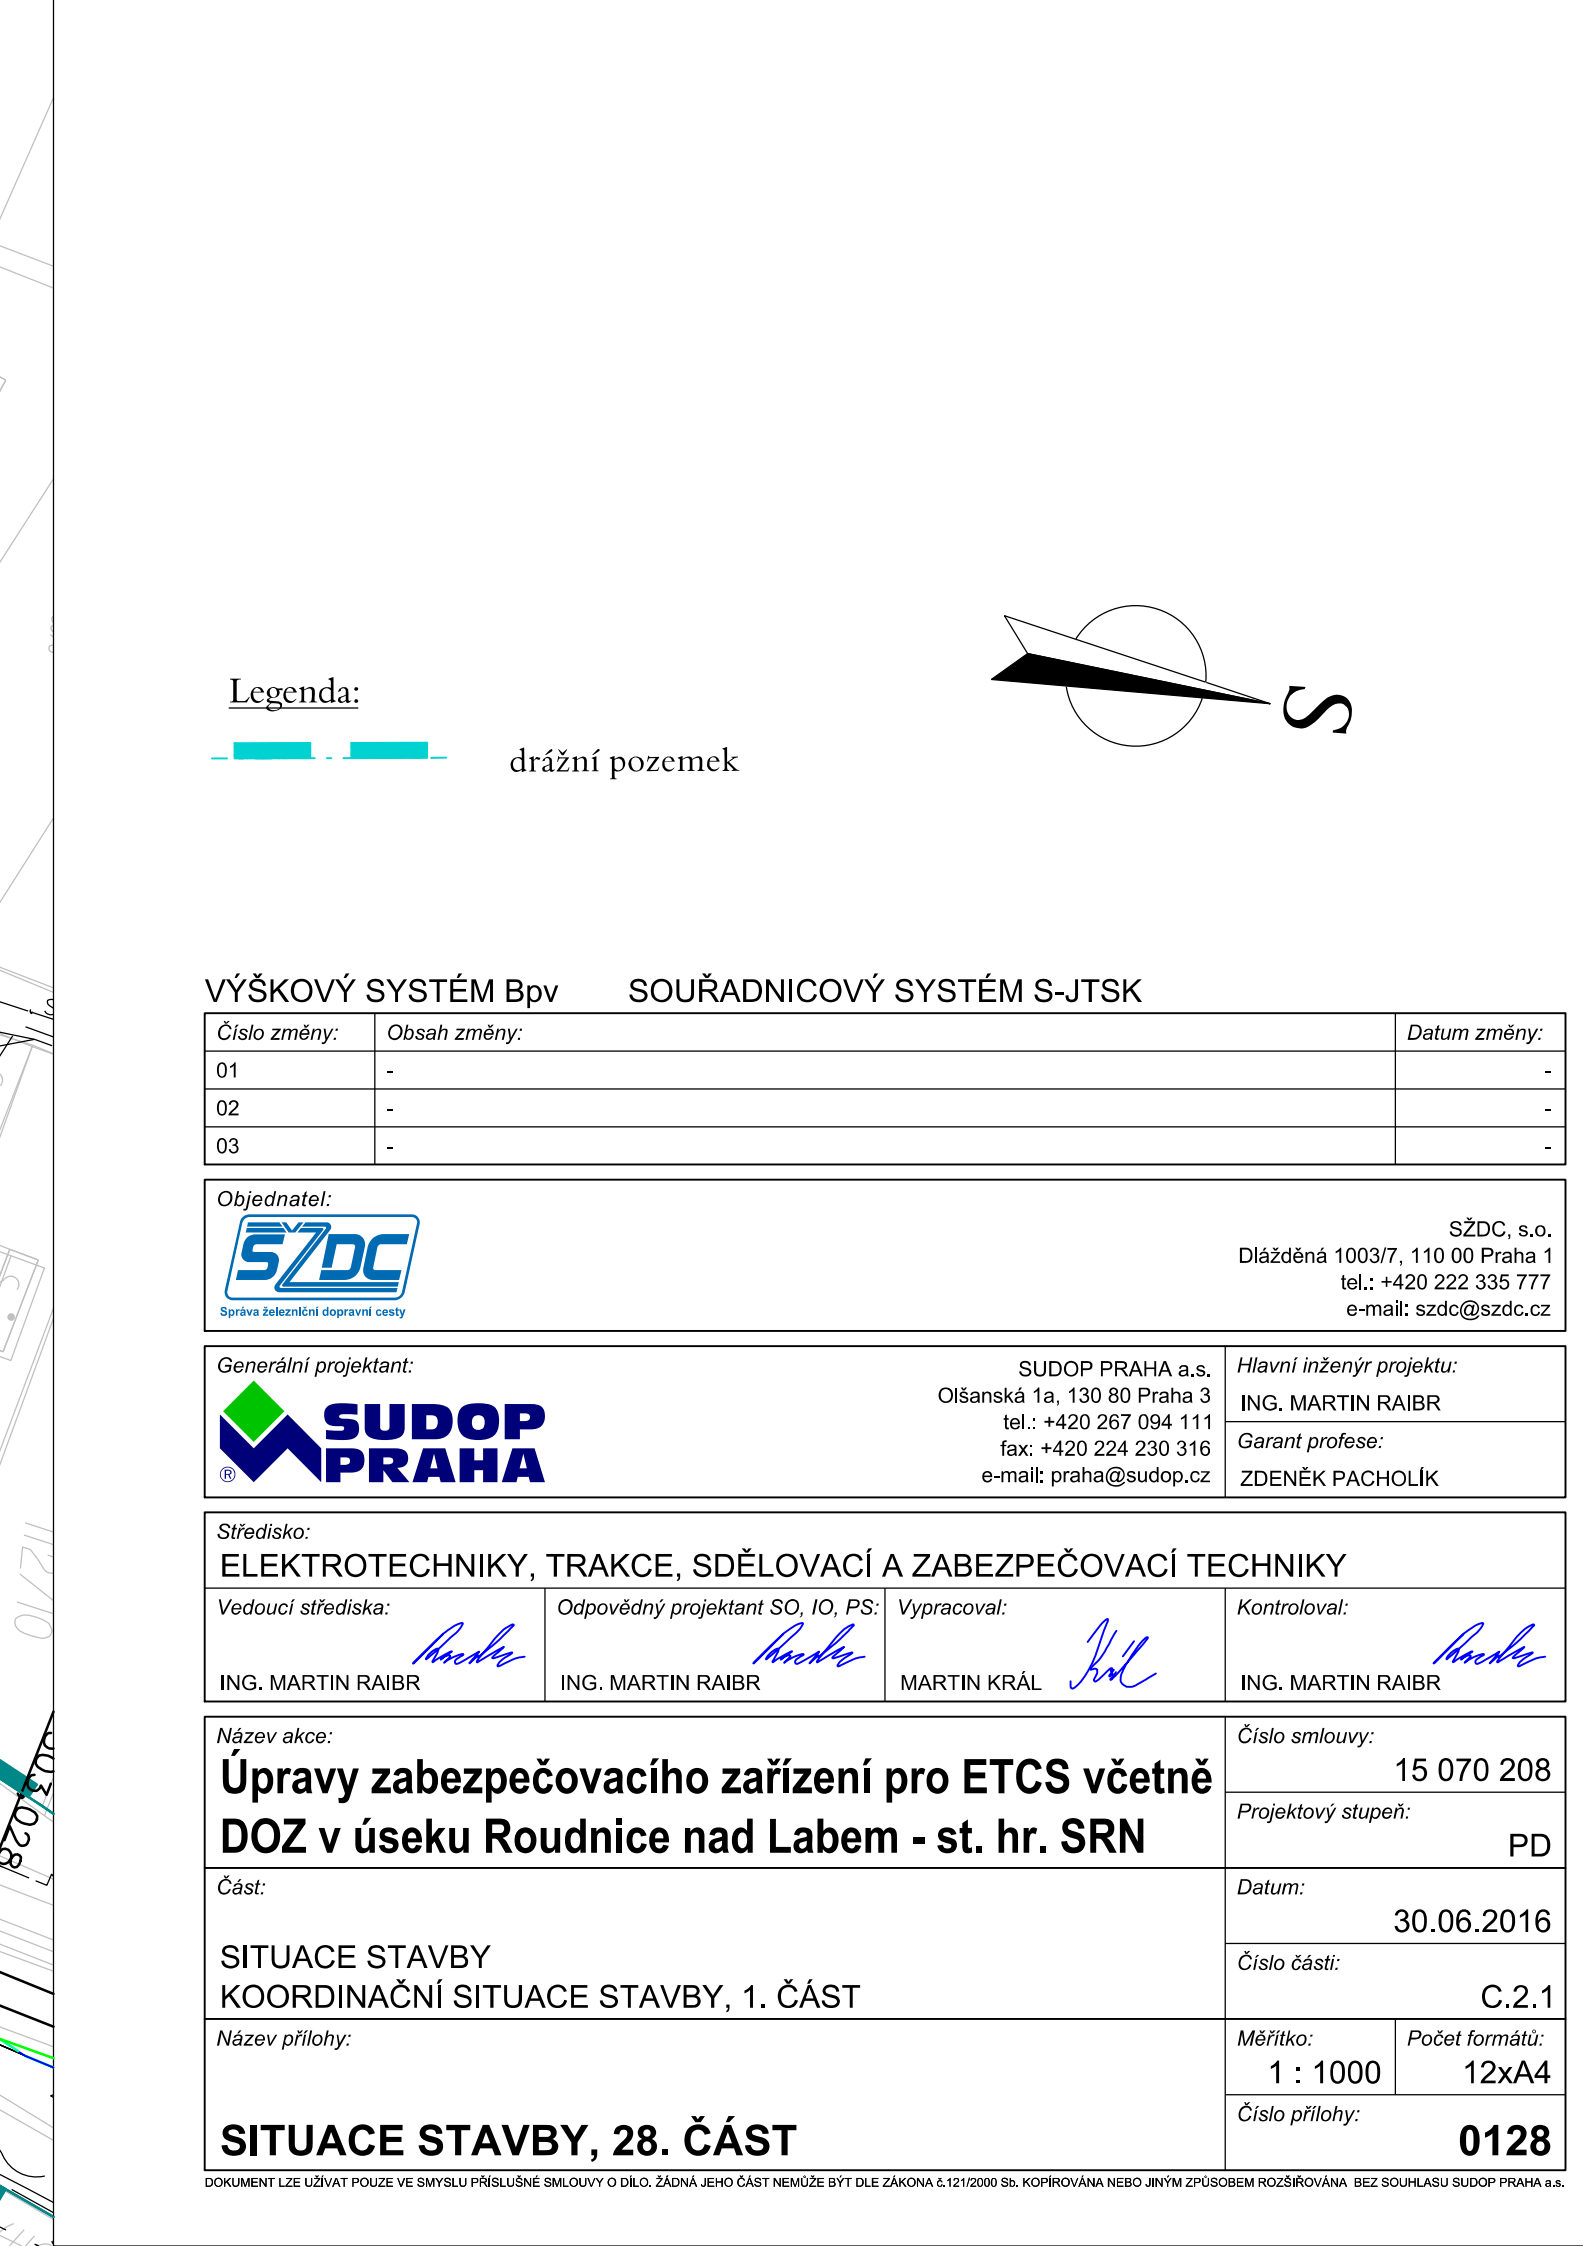 Legenda:
drážní pozemek
S
VÝŠKOVÝ SYSTÉM Bpv SOUŘADNICOVÝ SYSTÉM S-JTSK
Číslo změny: Obsah změny: Datum změny:
01 - -
02 - -
03 - -
Objednatel:
SŽDC
Správa železniční dopravní cesty
SŽDC, s.o.
Dlážděná 1003/7, 110 00 Praha 1
tel.: +420 222 335 777
e-mail: szdc@szdc.cz
Generální projektant:
SUDOP
PRAHA
®
SUDOP PRAHA a.s.
Olšanská 1a, 130 80 Praha 3
tel.: +420 267 094 111
fax: +420 224 230 316
e-mail: praha@sudop.cz
Hlavní inženýr projektu:
ING. MARTIN RAIBR
Garant profese:
ZDENĚK PACHOLÍK
Středisko:
ELEKTROTECHNIKY, TRAKCE, SDĚLOVACÍ A ZABEZPEČOVACÍ TECHNIKY
Vedoucí střediska: Odpovědný projektant SO, IO, PS: Vypracoval: Kontroloval:
ING. MARTIN RAIBR ING. MARTIN RAIBR MARTIN KRÁL Král ING. MARTIN RAIBR
Název akce:
Úpravy zabezpečovacího zařízení pro ETCS včetně
DOZ v úseku Roudnice nad Labem - st. hr. SRN
Číslo smlouvy:
15 070 208
Projektový stupeň:
PD
Část:
SITUACE STAVBY
KOORDINAČNÍ SITUACE STAVBY, 1. ČÁST
Datum:
30.06.2016
Číslo části:
C.2.1
Název přílohy:
SITUACE STAVBY, 28. ČÁST
Měřítko: Počet formátů:
1 : 1000 12xA4
Číslo přílohy:
0128
DOKUMENT LZE UŽÍVAT POUZE VE SMYSLU PŘÍSLUŠNÉ SMLOUVY O DÍLO. ŽÁDNÁ JEHO ČÁST NEMŮŽE BÝT DLE ZÁKONA č.121/2000 Sb. KOPÍROVÁNA NEBO JINÝM ZPŮSOBEM ROZŠIŘOVÁNA BEZ SOUHLASU SUDOP PRAHA a.s.